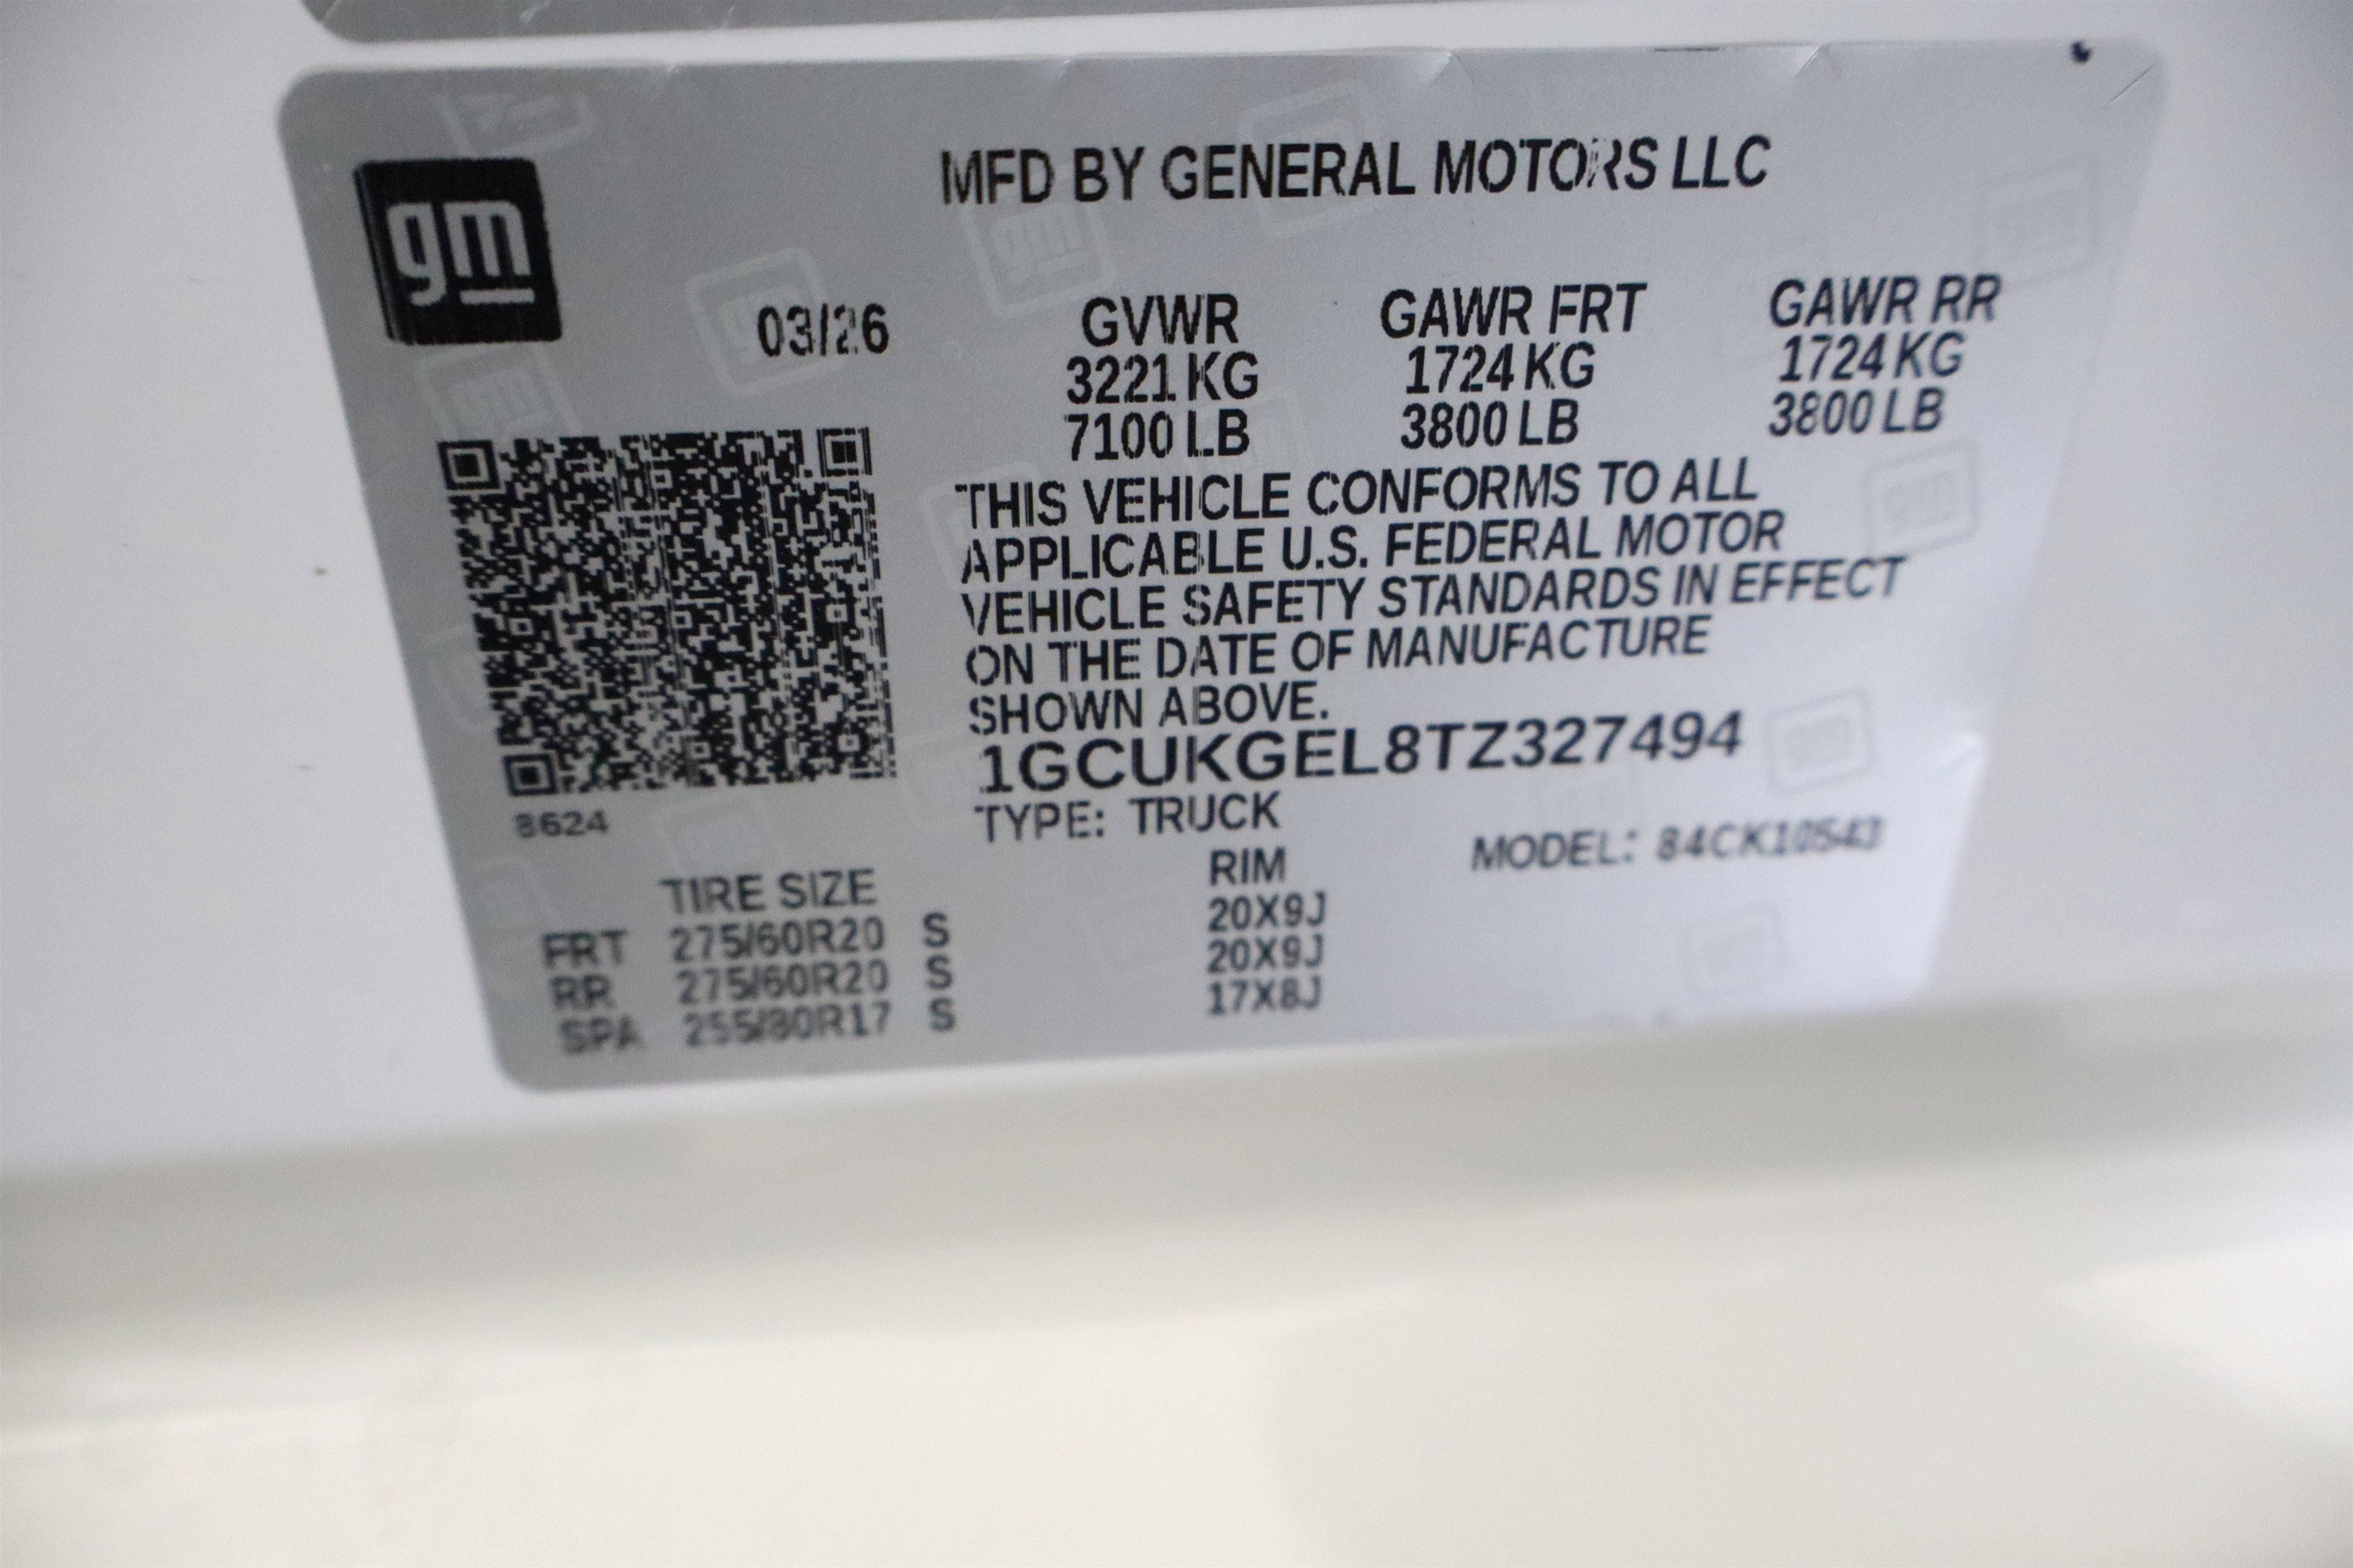 gm
MFD BY GENERAL MOTORS LLC
03/26
GVWR GAWR FRT GAWR RR
3221 KG 1724 KG 1724 KG
7100 LB 3800 LB 3800 LB
THIS VEHICLE CONFORMS TO ALL
APPLICABLE U.S. FEDERAL MOTOR
VEHICLE SAFETY STANDARDS IN EFFECT
ON THE DATE OF MANUFACTURE
SHOWN ABOVE.
1GCUKGEL8TZ327494
8624
TYPE: TRUCK
MODEL: 84CK10543
TIRE SIZE RIM
FRT 275/60R20 S 20X9J
RR 275/60R20 S 20X9J
SPA 255/80R17 S 17X8J